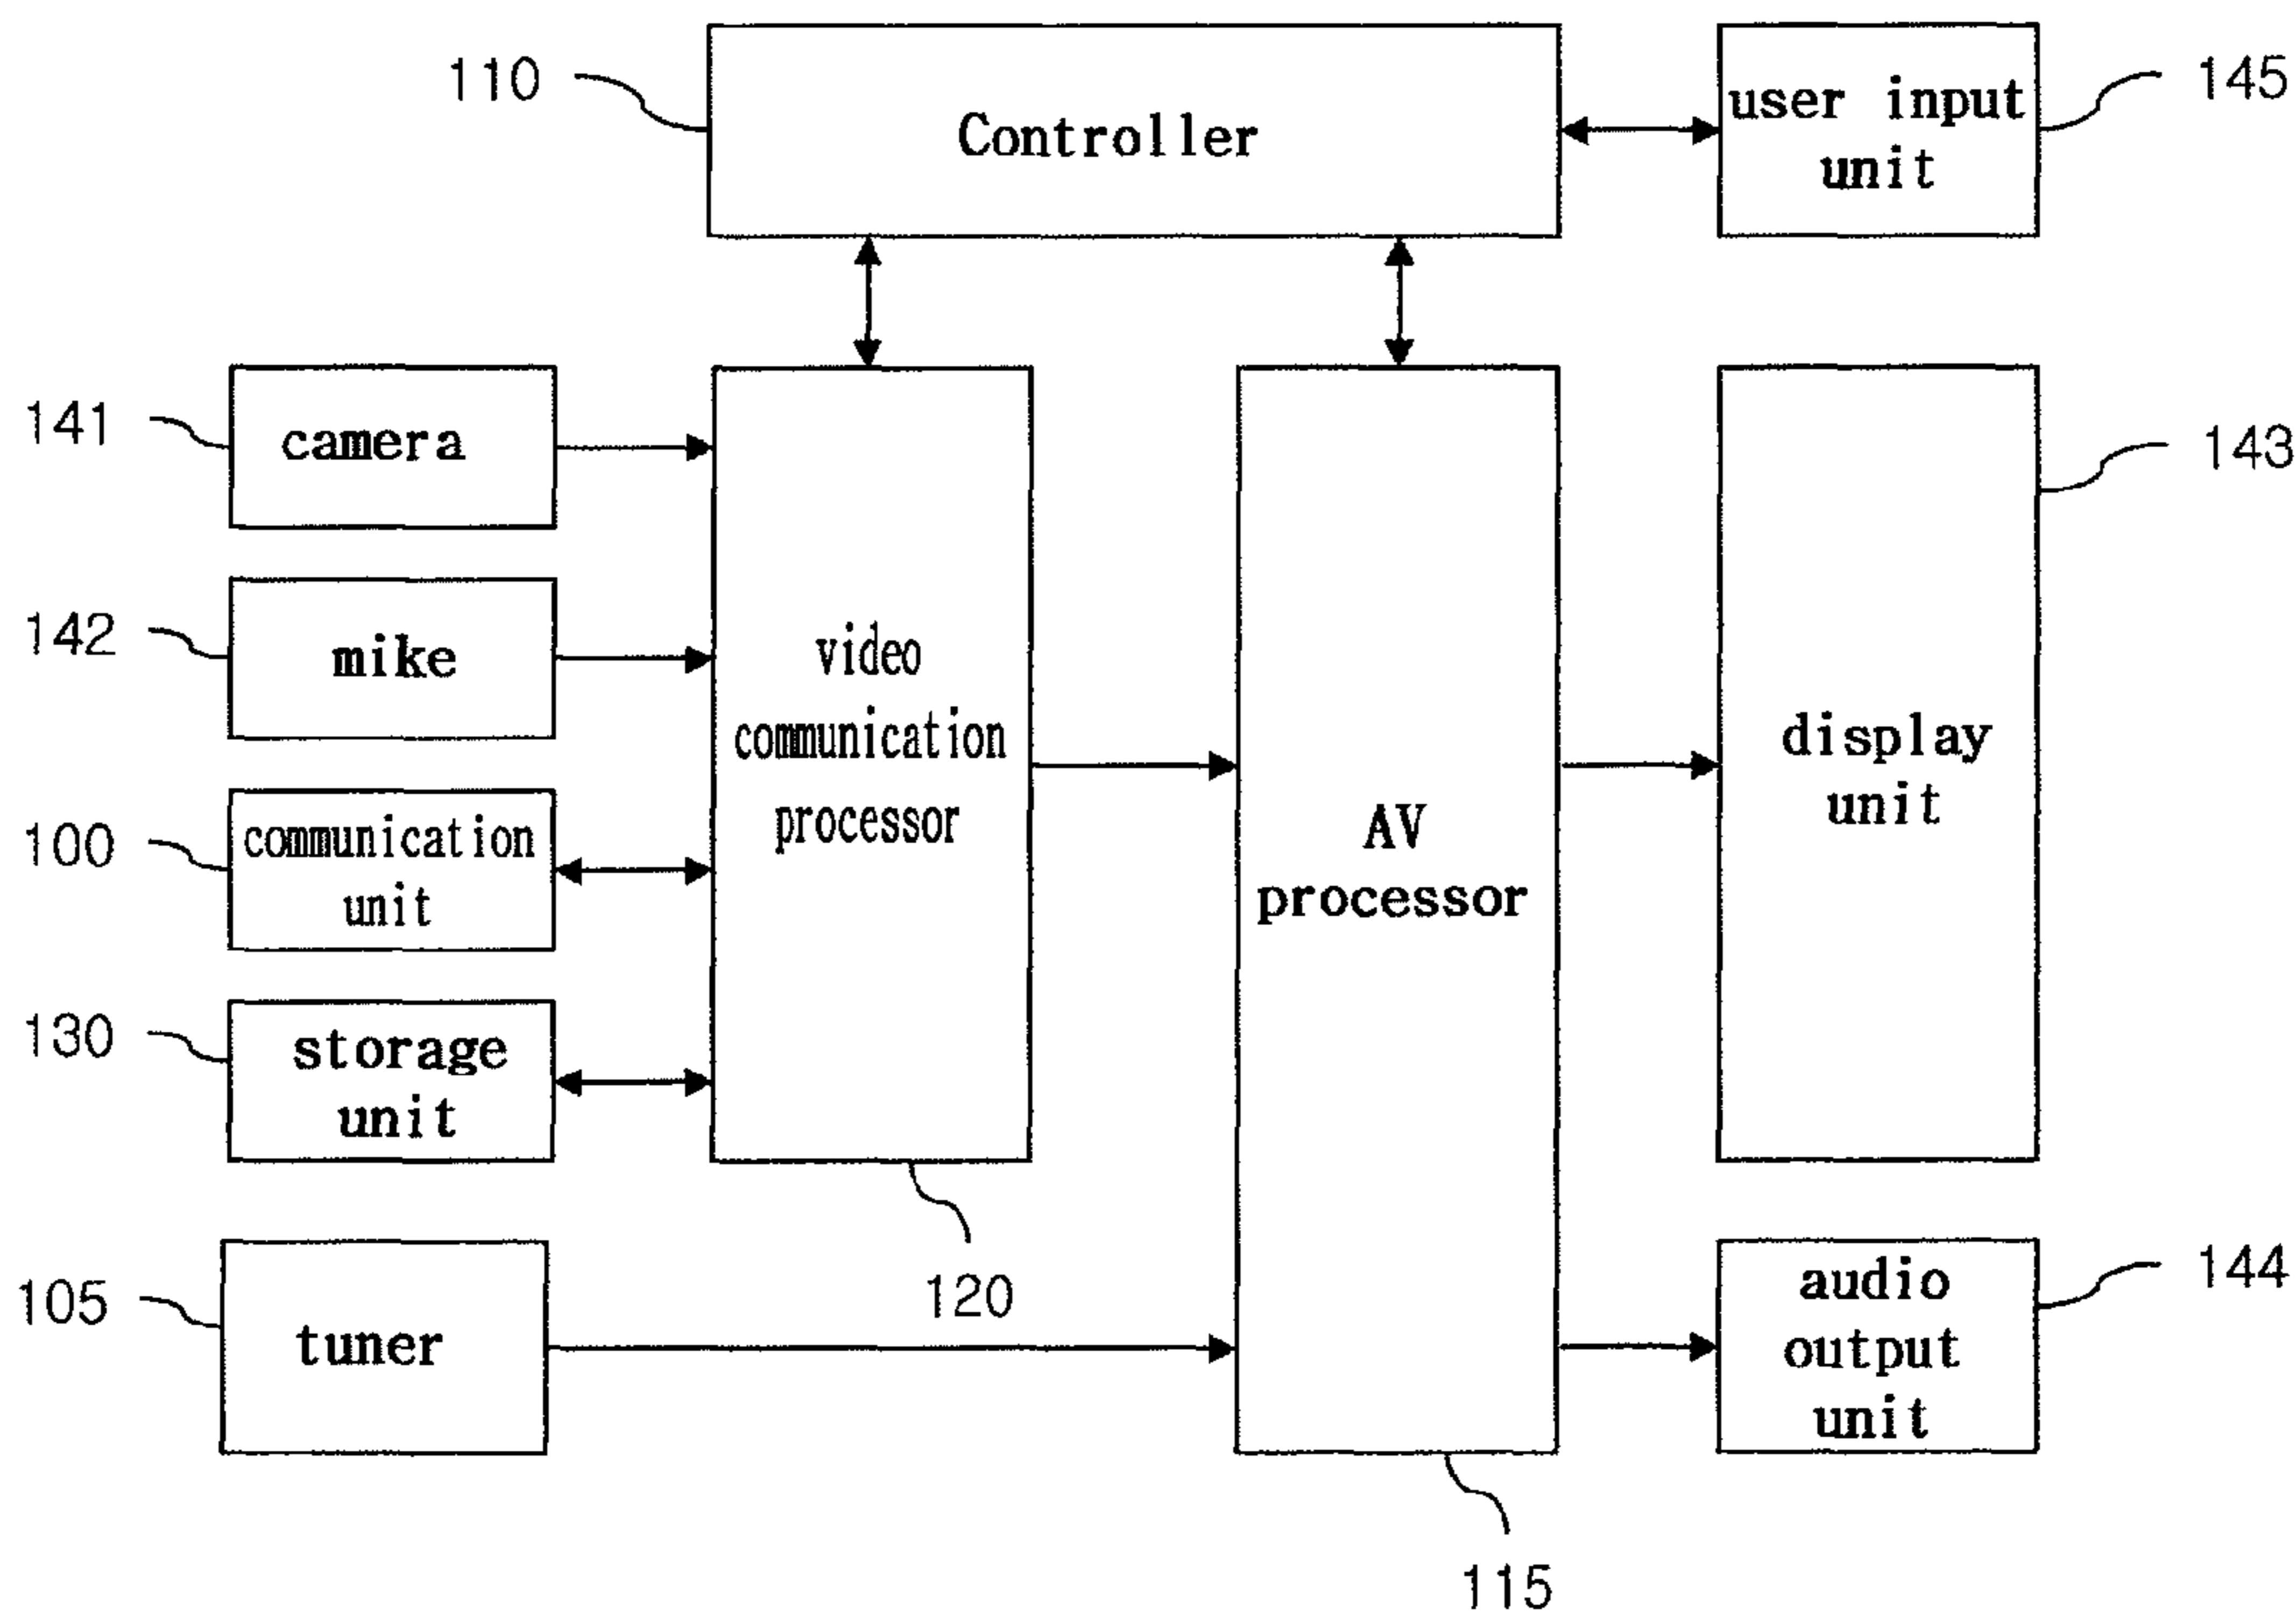 110
Controller
user input
unit
145
141
camera
142
mike
100
communication
unit
130
storage
unit
105
tuner
video
communication
processor
120
AV
processor
115
display
unit
143
audio
output
unit
144